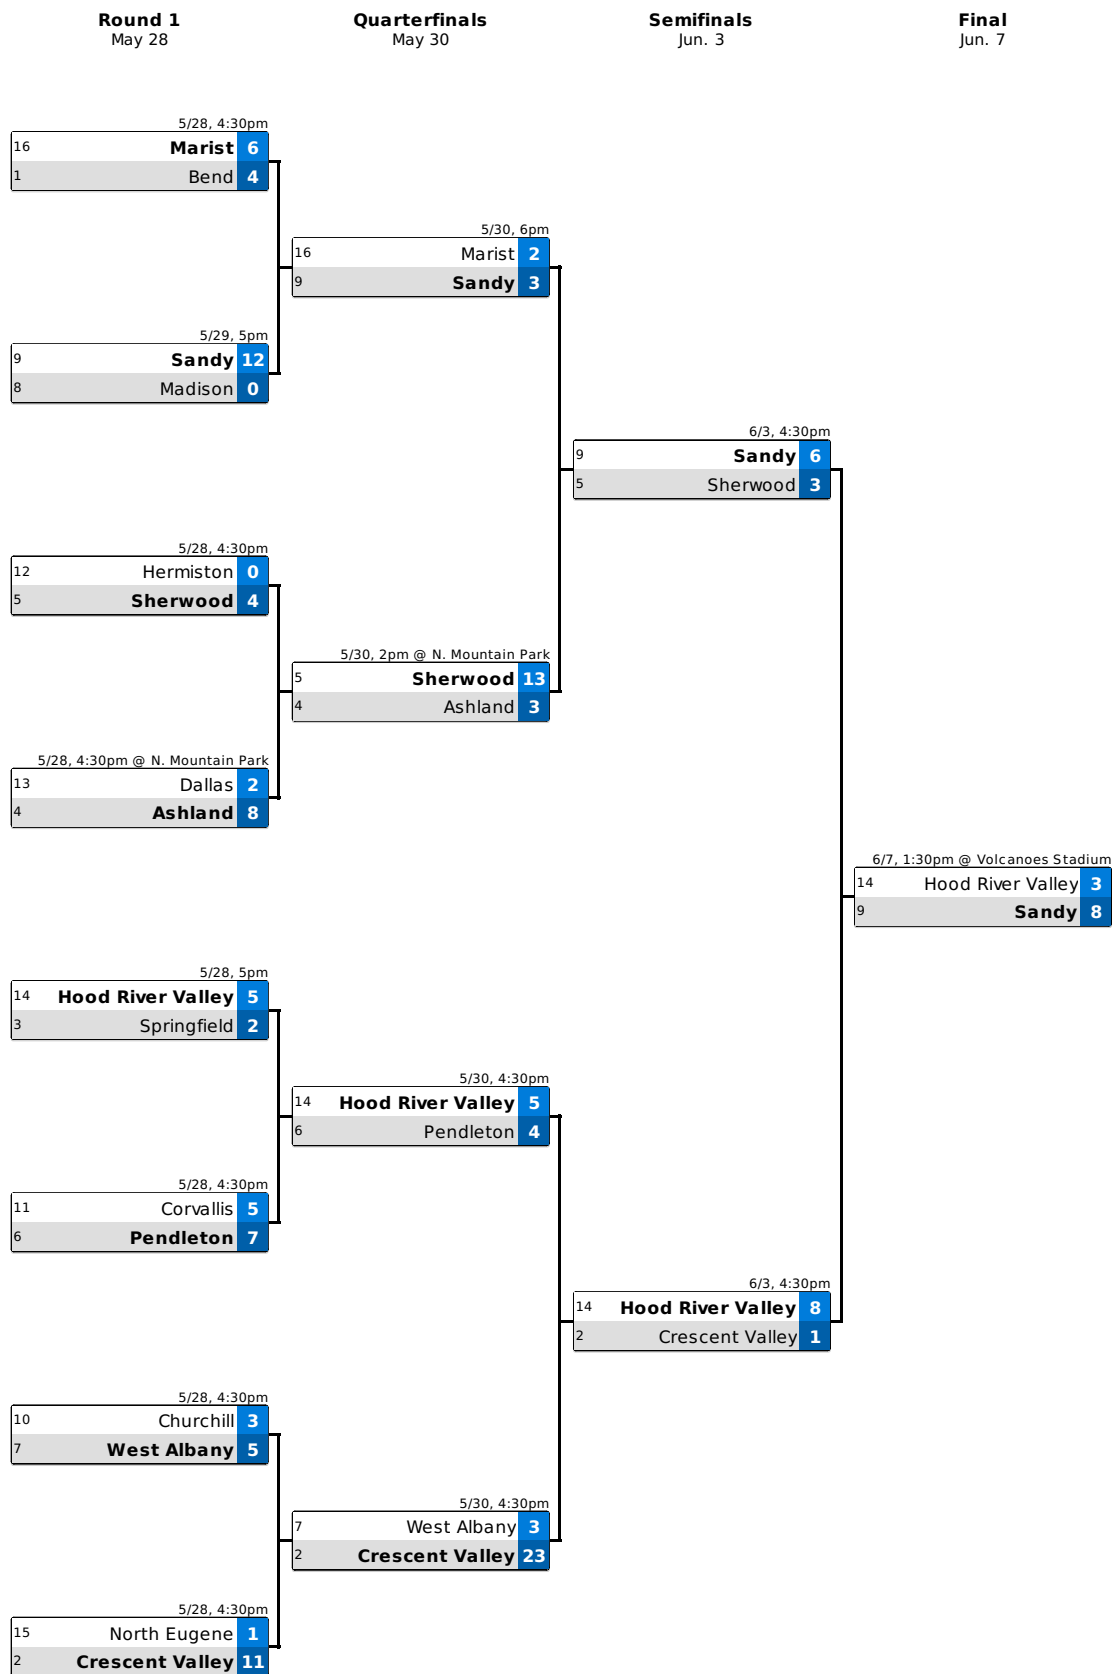 Round 1
May 28
Quarterfinals
May 30
Semifinals
Jun. 3
Final
Jun. 7
5/28, 4:30pm
16 Marist 6
1 Bend 4
5/30, 6pm
16 Marist 2
9 Sandy 3
5/29, 5pm
9 Sandy 12
8 Madison 0
6/3, 4:30pm
9 Sandy 6
5 Sherwood 3
5/28, 4:30pm
12 Hermiston 0
5 Sherwood 4
5/30, 2pm @ N. Mountain Park
5 Sherwood 13
4 Ashland 3
5/28, 4:30pm @ N. Mountain Park
13 Dallas 2
4 Ashland 8
6/7, 1:30pm @ Volcanoes Stadium
14 Hood River Valley 3
9 Sandy 8
5/28, 5pm
14 Hood River Valley 5
3 Springfield 2
5/30, 4:30pm
14 Hood River Valley 5
6 Pendleton 4
5/28, 4:30pm
11 Corvallis 5
6 Pendleton 7
6/3, 4:30pm
14 Hood River Valley 8
2 Crescent Valley 1
5/28, 4:30pm
10 Churchill 3
7 West Albany 5
5/30, 4:30pm
7 West Albany 3
2 Crescent Valley 23
5/28, 4:30pm
15 North Eugene 1
2 Crescent Valley 11